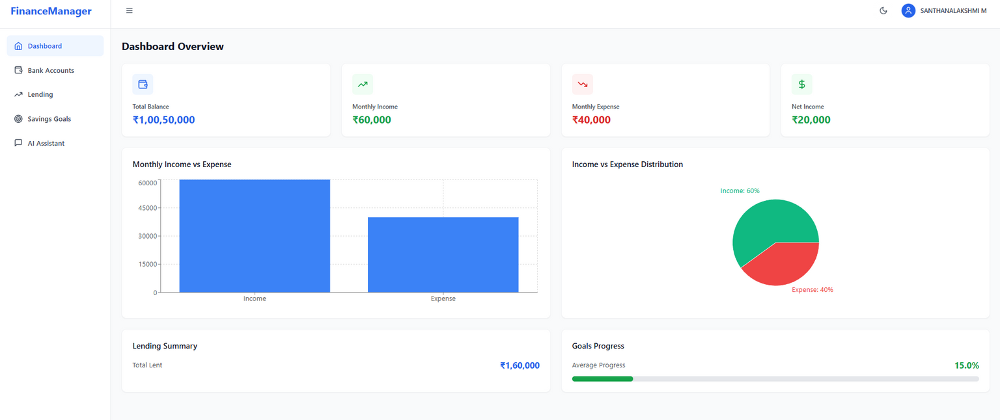 FinanceManager
SANTHANALAKSHMI M
Dashboard
Bank Accounts
Lending
Savings Goals
AI Assistant
Dashboard Overview
Total Balance
₹1,00,50,000
Monthly Income
₹60,000
Monthly Expense
₹40,000
Net Income
₹20,000
Monthly Income vs Expense
60000
45000
30000
15000
0
Income
Expense
Income vs Expense Distribution
Income: 60%
Expense: 40%
Lending Summary
Total Lent
₹1,60,000
Goals Progress
Average Progress
15.0%